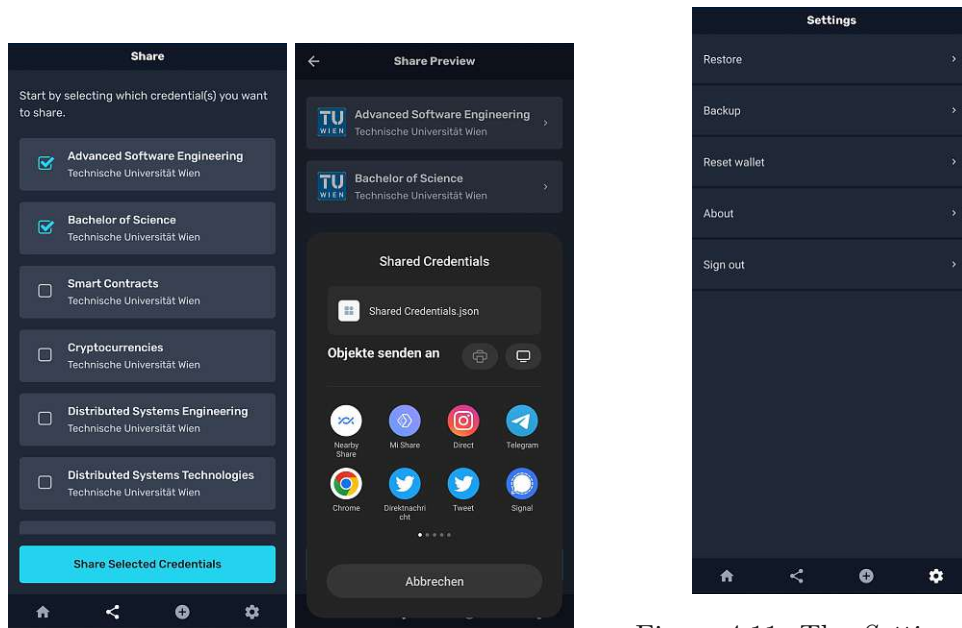 Share
Start by selecting which credential(s) you want
to share.
Advanced Software Engineering
Technische Universität Wien
Bachelor of Science
Technische Universität Wien
Smart Contracts
Technische Universität Wien
Cryptocurrencies
Technische Universität Wien
Distributed Systems Engineering
Technische Universität Wien
Distributed Systems Technologies
Technische Universität Wien
Share Selected Credentials
Share Preview
TU
WIEN
Advanced Software Engineering
Technische Universität Wien
TU
WIEN
Bachelor of Science
Technische Universität Wien
Shared Credentials
Shared Credentials.json
Objekte senden an
Nearby
Share
Mi Share
Direct
Telegram
Chrome
Direktnachri
cht
Tweet
Signal
Abbrechen
Settings
Restore
Backup
Reset wallet
About
Sign out